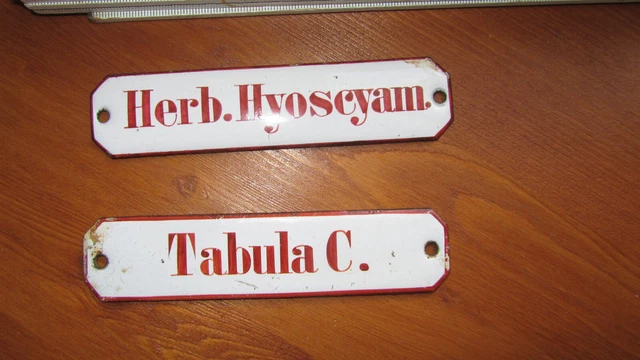 Herb. Hyoscyam.
Tabula C.